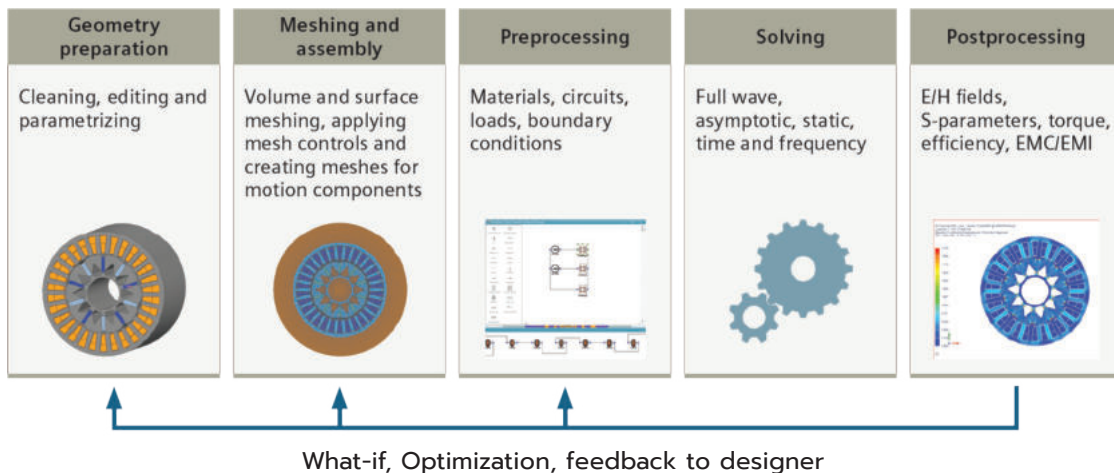 Geometry
preparation
Cleaning, editing and
parametrizing
Meshing and
assembly
Volume and surface
meshing, applying
mesh controls and
creating meshes for
motion components
Preprocessing
Materials, circuits,
loads, boundary
conditions
Solving
Full wave,
asymptotic, static,
time and frequency
Postprocessing
E/H fields,
S-parameters, torque,
efficiency, EMC/EMI
What-if, Optimization, feedback to designer